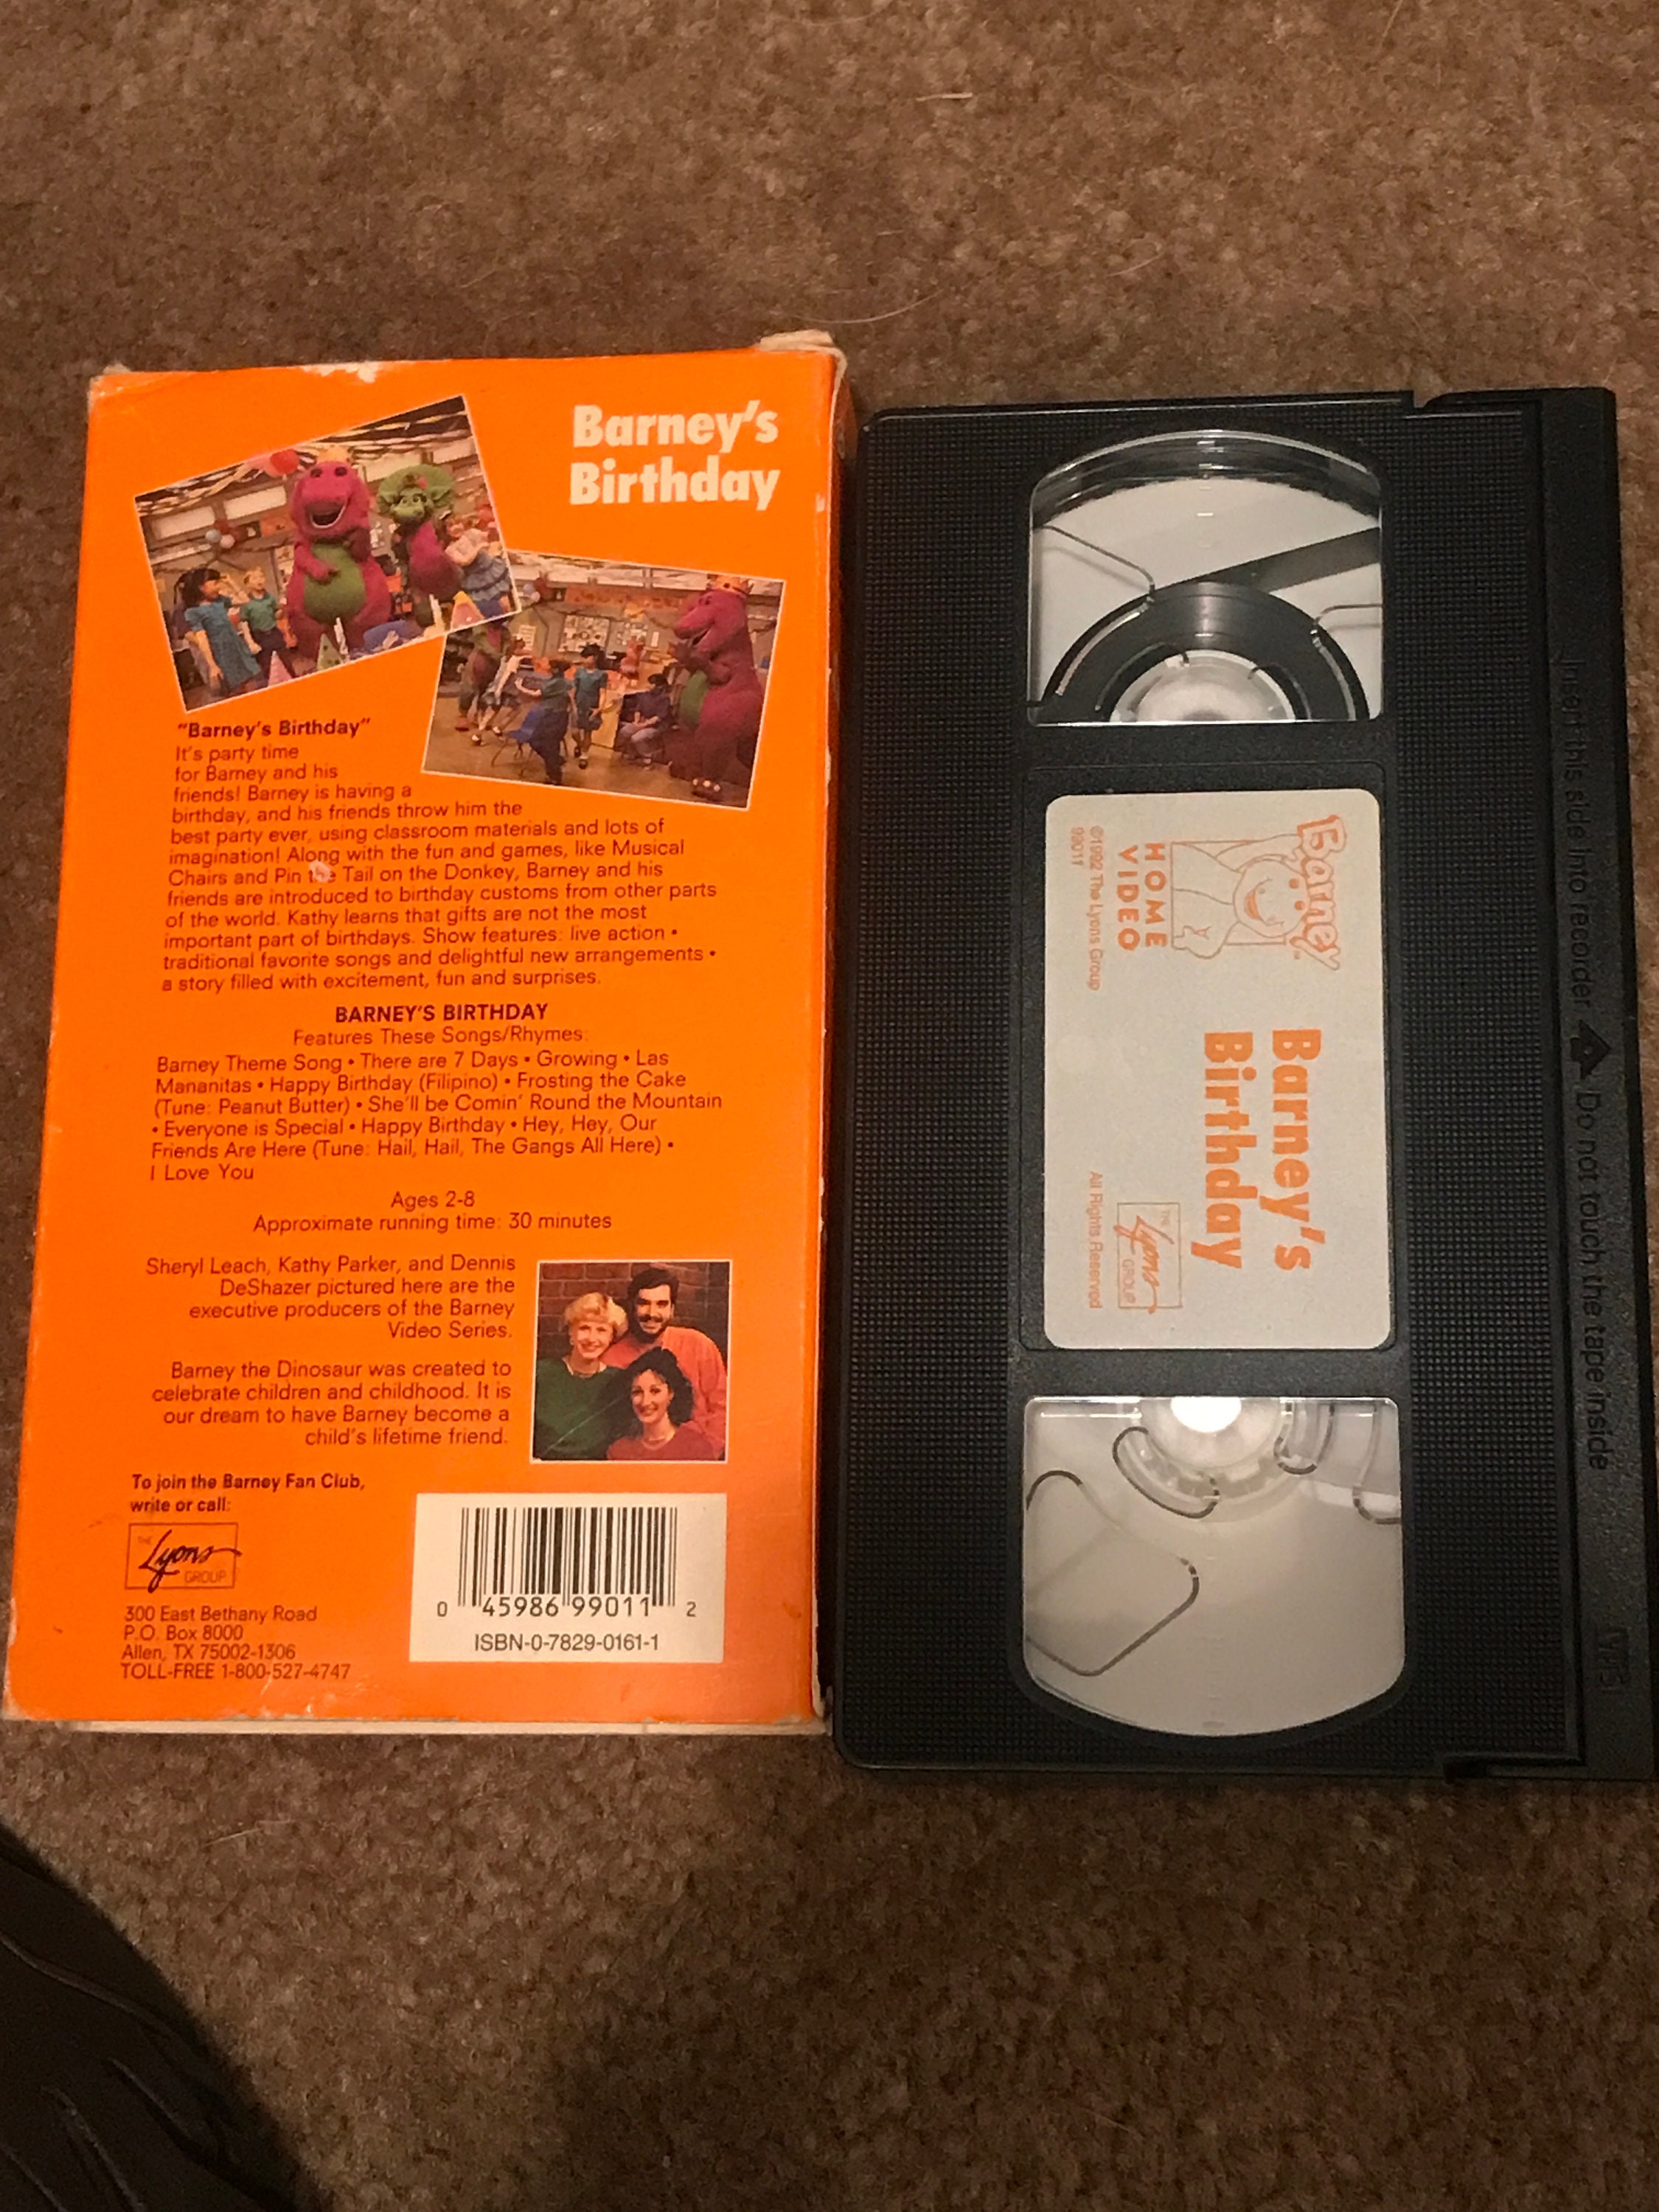 Barney's
Birthday
"Barney's Birthday"
It's party time
for Barney and his
friends! Barney is having a
birthday, and his friends throw him the
best party ever, using classroom materials and lots of
imagination! Along with the fun and games, like Musical
Chairs and Pin the Tail on the Donkey, Barney and his
friends are introduced to birthday customs from other parts
of the world. Kathy learns that gifts are not the most
important part of birthdays. Show features: live action •
traditional favorite songs and delightful new arrangements •
a story filled with excitement, fun and surprises.
BARNEY'S BIRTHDAY
Features These Songs/Rhymes:
Barney Theme Song • There are 7 Days • Growing • Las
Mananitas • Happy Birthday (Filipino) • Frosting the Cake
(Tune: Peanut Butter) • She'll be Comin' Round the Mountain
• Everyone is Special • Happy Birthday • Hey, Hey, Our
Friends Are Here (Tune: Hail, Hail, The Gangs All Here) •
I Love You
Ages 2-8
Approximate running time: 30 minutes
Sheryl Leach, Kathy Parker, and Dennis
DeShazer pictured here are the
executive producers of the Barney
Video Series.
Barney the Dinosaur was created to
celebrate children and childhood. It is
our dream to have Barney become a
child's lifetime friend.
To join the Barney Fan Club,
write or call:
THE
Lyons
GROUP
300 East Bethany Road
P.O. Box 8000
Allen, TX 75002-1306
TOLL-FREE 1-800-527-4747
0 45986 99011 2
ISBN-0-7829-0161-1
Barney
HOME
VIDEO
©1992 The Lyons Group
99011
Barney's
Birthday
THE
Lyons
GROUP
All Rights Reserved
Insert this side into recorder Do not touch the tape inside
VHS